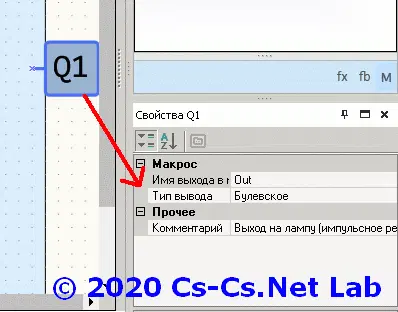 Q1
fx fb M
Свойства Q1
Макрос
Имя выхода в Out
Тип вывода Булевское
Прочее
Комментарий Выход на лампу (импульсное ре
© 2020 Cs-Cs.Net Lab